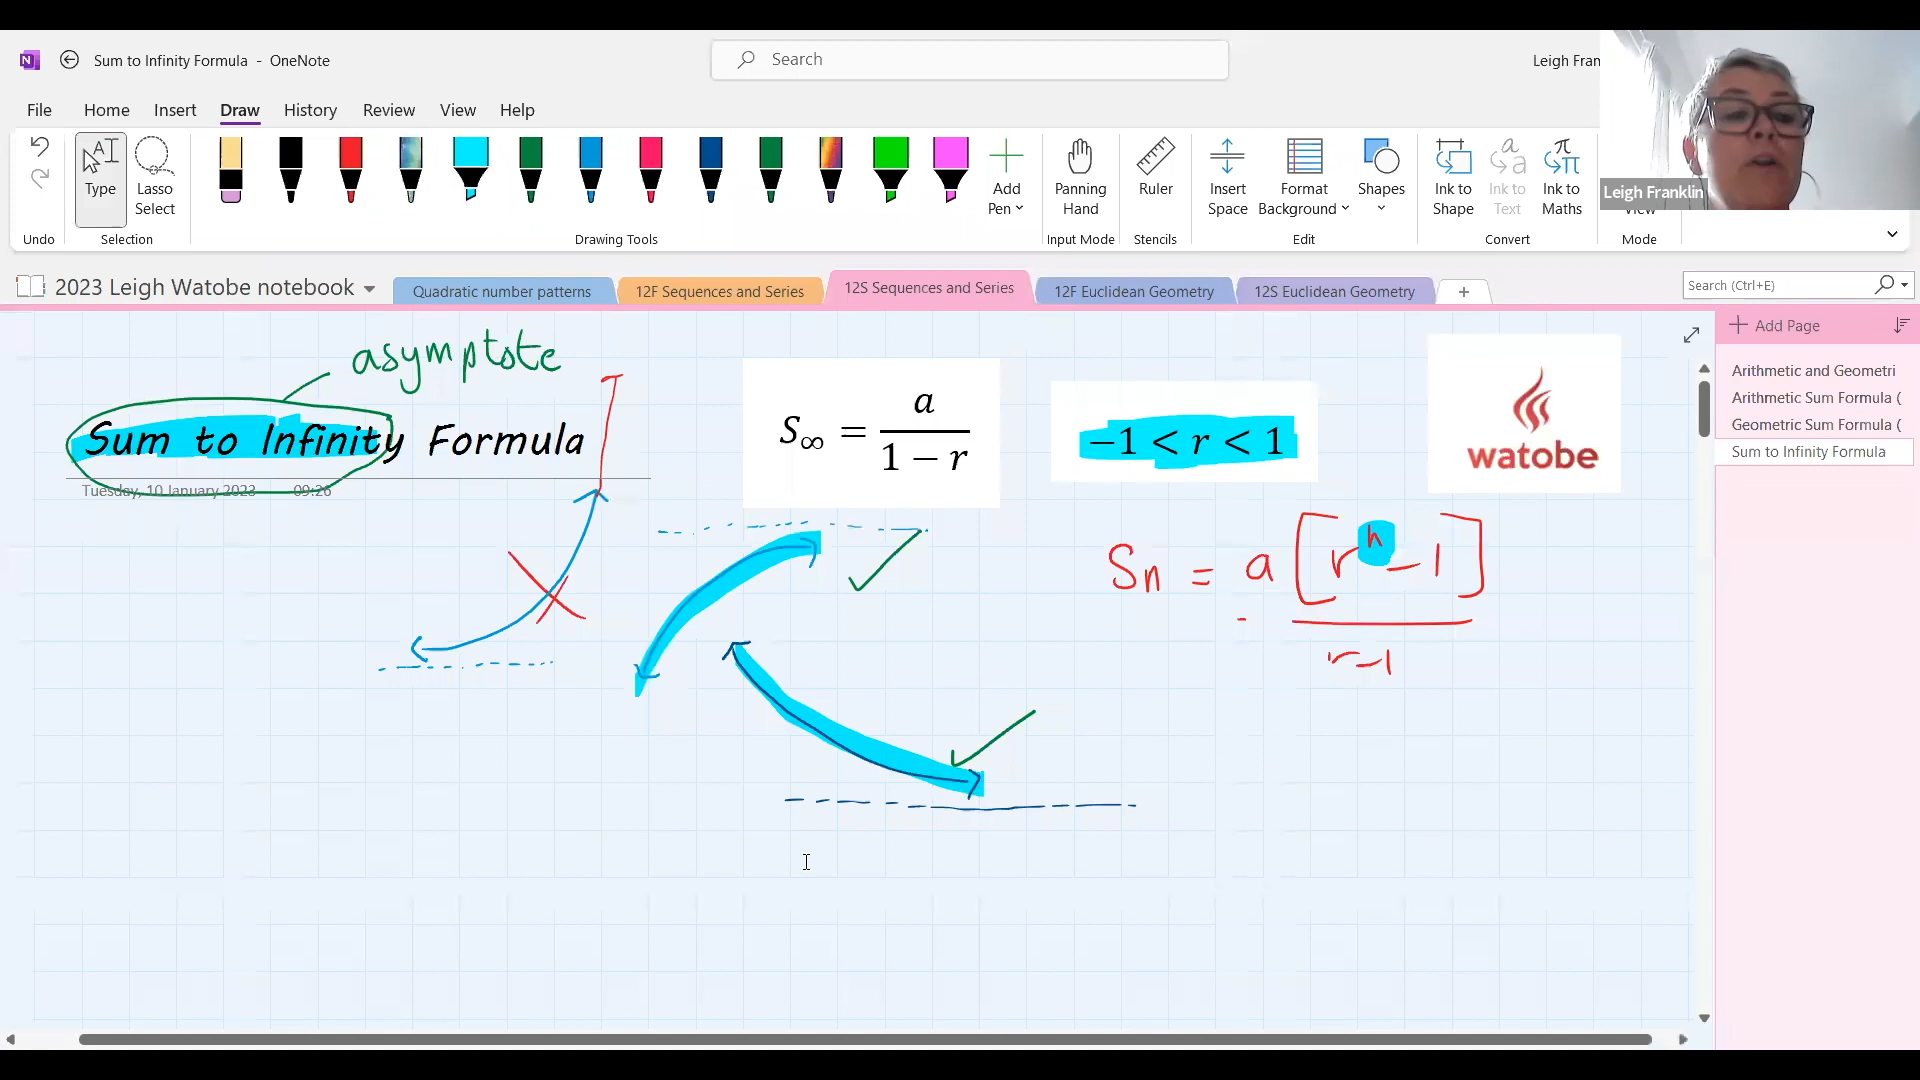 Sum to Infinity Formula - OneNote
Search
Leigh Fran
File Home Insert Draw History Review View Help
Type
Lasso Select
Add Pen
Panning Hand
Ruler
Insert Space
Format Background
Shapes
Ink to Shape
Ink to Text
Ink to Maths
View
Leigh Franklin
Undo Selection Drawing Tools Input Mode Stencils Edit Convert Mode
2023 Leigh Watobe notebook
Quadratic number patterns
12F Sequences and Series
12S Sequences and Series
12F Euclidean Geometry
12S Euclidean Geometry
Search (Ctrl+E)
Add Page
Arithmetic and Geometri
Arithmetic Sum Formula (
Geometric Sum Formula (
Sum to Infinity Formula
asymptote
Sum to Infinity Formula
Tuesday, 10 January 2023 09:26
S∞ = a / (1 − r)
−1 < r < 1
watobe
Sn = a [r^n − 1]
r−1